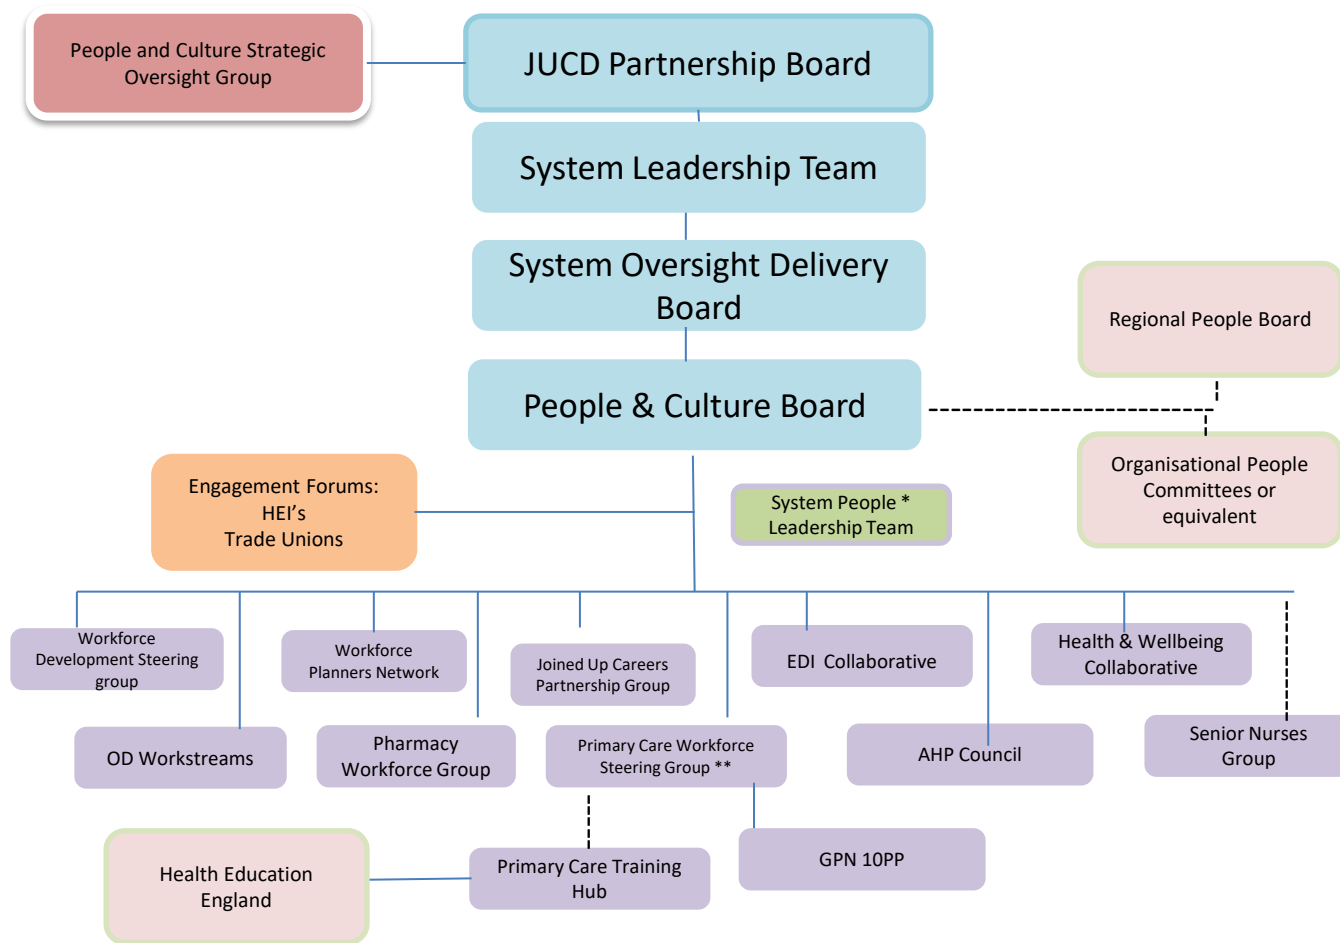 People and Culture Strategic
Oversight Group
JUCD Partnership Board
System Leadership Team
System Oversight Delivery
Board
Regional People Board
People & Culture Board
Organisational People
Committees or
equivalent
Engagement Forums:
HEI's
Trade Unions
System People *
Leadership Team
Workforce
Development Steering
group
Workforce
Planners Network
Joined Up Careers
Partnership Group
EDI Collaborative
Health & Wellbeing
Collaborative
OD Workstreams
Pharmacy
Workforce Group
Primary Care Workforce
Steering Group **
AHP Council
Senior Nurses
Group
Health Education
England
Primary Care Training
Hub
GPN 10PP